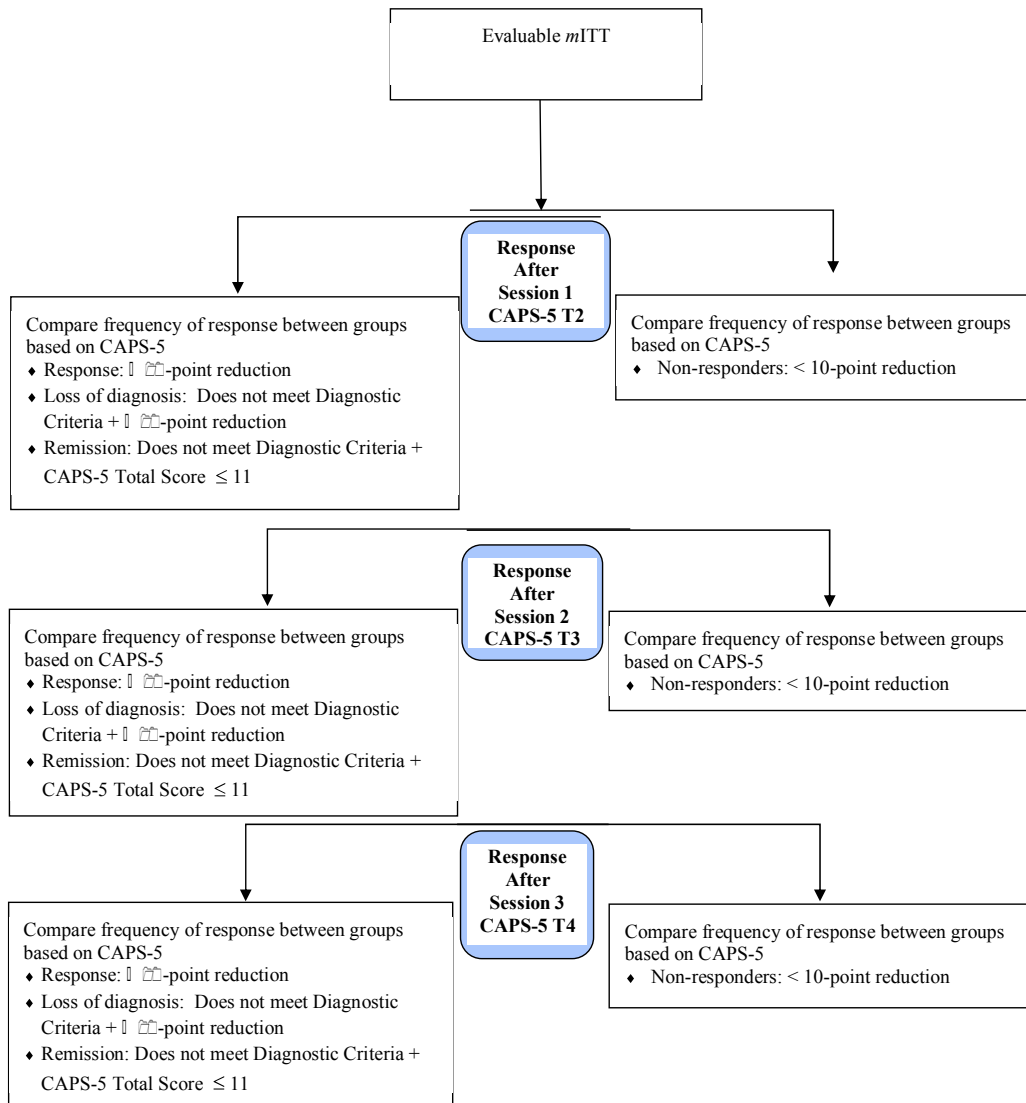 Evaluable mITT
Response
After
Session 1
CAPS-5 T2
Compare frequency of response between groups
based on CAPS-5
♦ Response: -point reduction
♦ Loss of diagnosis: Does not meet Diagnostic
Criteria + -point reduction
♦ Remission: Does not meet Diagnostic Criteria +
CAPS-5 Total Score ≤ 11
Compare frequency of response between groups
based on CAPS-5
♦ Non-responders: < 10-point reduction
Response
After
Session 2
CAPS-5 T3
Compare frequency of response between groups
based on CAPS-5
♦ Response: -point reduction
♦ Loss of diagnosis: Does not meet Diagnostic
Criteria + -point reduction
♦ Remission: Does not meet Diagnostic Criteria +
CAPS-5 Total Score ≤ 11
Compare frequency of response between groups
based on CAPS-5
♦ Non-responders: < 10-point reduction
Response
After
Session 3
CAPS-5 T4
Compare frequency of response between groups
based on CAPS-5
♦ Response: -point reduction
♦ Loss of diagnosis: Does not meet Diagnostic
Criteria + -point reduction
♦ Remission: Does not meet Diagnostic Criteria +
CAPS-5 Total Score ≤ 11
Compare frequency of response between groups
based on CAPS-5
♦ Non-responders: < 10-point reduction